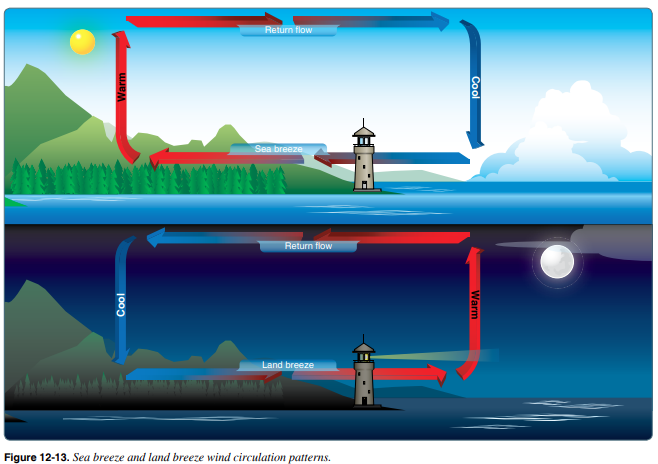 Return flow
Warm
Cool
Sea breeze
Return flow
Cool
Warm
Land breeze
Figure 12-13. Sea breeze and land breeze wind circulation patterns.